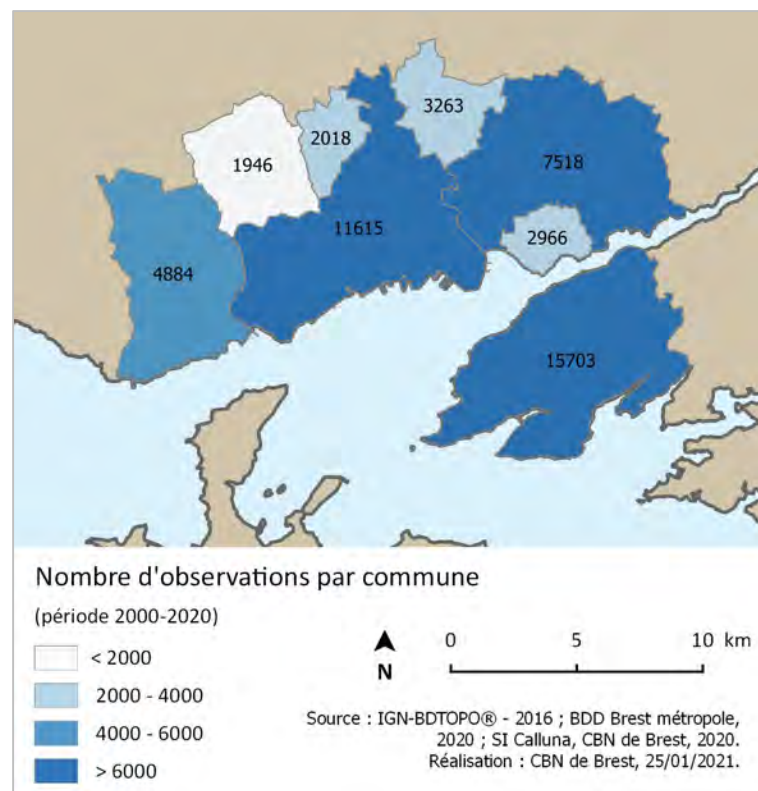 3263
2018
7518
1946
11615
2966
4884
15703
Nombre d'observations par commune
(période 2000-2020)
< 2000
2000 - 4000
4000 - 6000
> 6000
0 5 10 km
N
Source : IGN-BDTOPO® - 2016 ; BDD Brest métropole,
2020 ; SI Calluna, CBN de Brest, 2020.
Réalisation : CBN de Brest, 25/01/2021.